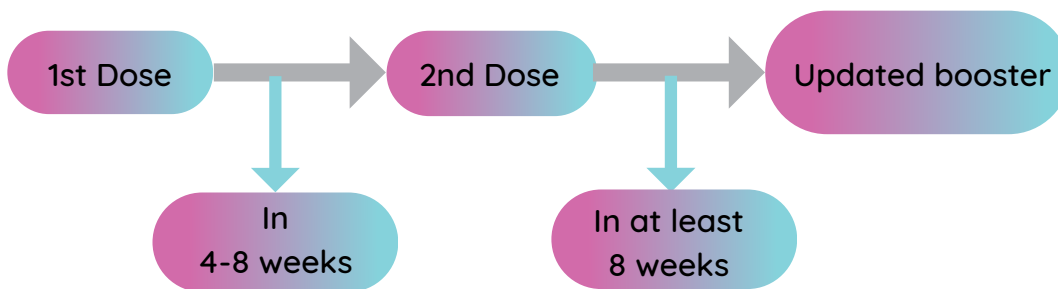 1st Dose
2nd Dose
Updated booster
In
4-8 weeks
In at least
8 weeks